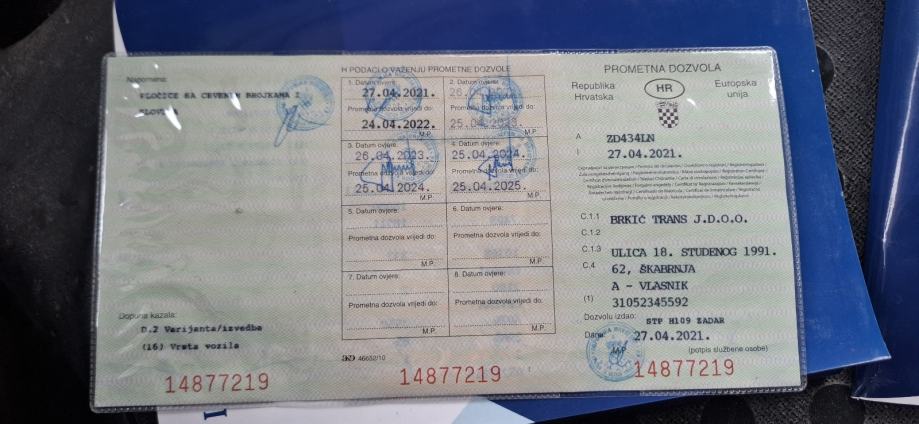 Napomena:
PLOČICE SA CRVENIM BROJKAMA I
SLOVIMA
H PODACI O VAŽENJU PROMETNE DOZVOLE
1. Datum ovjere:
27.04.2021.
Prometna dozvola vrijedi do:
24.04.2022.
M.P.
2. Datum ovjere:
Prometna dozvola vrijedi do:
3. Datum ovjere:
26.04.2023.
Prometna dozvola vrijedi do:
25.04.2024.
M.P.
4. Datum ovjere:
25.04.2024.
Prometna dozvola vrijedi do:
25.04.2025.
M.P.
5. Datum ovjere:
Prometna dozvola vrijedi do:
M.P.
6. Datum ovjere:
Prometna dozvola vrijedi do:
M.P.
7. Datum ovjere:
Prometna dozvola vrijedi do:
M.P.
8. Datum ovjere:
Prometna dozvola vrijedi do:
M.P.
Dopuna kazala:
D.2 Varijanta/izvedba
(16) Vrsta vozila
14877219
46652/10
14877219
PROMETNA DOZVOLA
Republika
Hrvatska
HR
Europska
unija
A ZD434LN
I 27.04.2021.
C.1.1 BRKIĆ TRANS J.D.O.O.
C.1.2
C.1.3 ULICA 18. STUDENOG 1991.
C.4 62, ŠKABRNJA
A - VLASNIK
(1) 31052345592
Dozvolu izdao: STP H109 ZADAR
Dana: 27.04.2021.
M.P.
(potpis službene osobe)
14877219